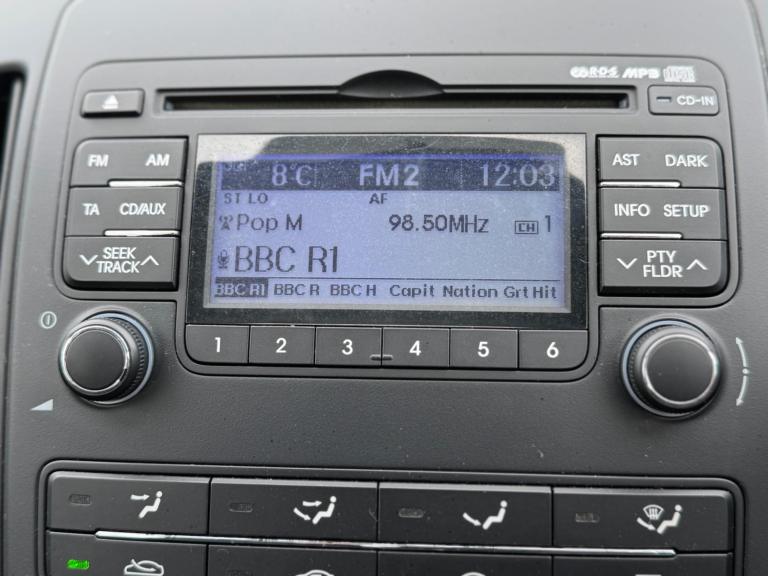 RDS MP3
CD-IN
FM AM
AST DARK
8°C FM2 12:03
ST LO AF
TA CD/AUX
INFO SETUP
Pop M 98.50MHz CH 1
SEEK
TRACK
PTY
FLDR
BBC R1
BBC R1 BBC R BBC H Capit Nation Grt Hit
1 2 3 4 5 6